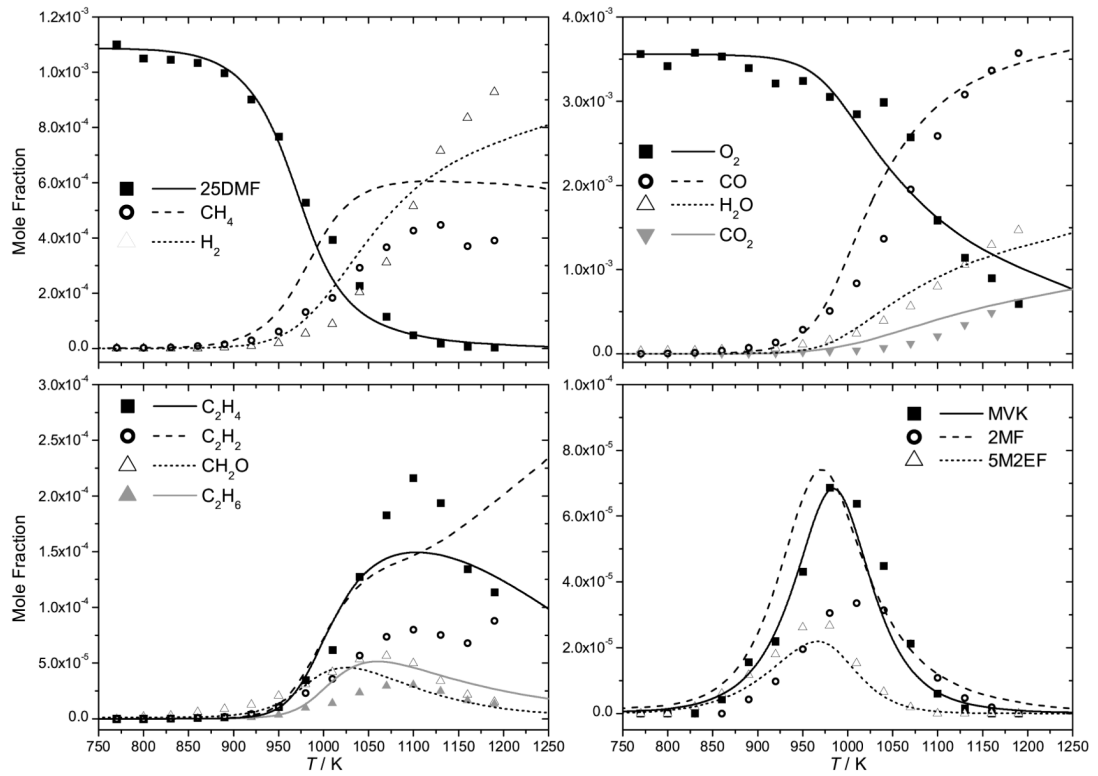 1.2x10⁻³
1.0x10⁻³
8.0x10⁻⁴
6.0x10⁻⁴
4.0x10⁻⁴
2.0x10⁻⁴
0.0
Mole Fraction
25DMF
CH₄
H₂
4.0x10⁻³
3.0x10⁻³
2.0x10⁻³
1.0x10⁻³
0.0
O₂
CO
H₂O
CO₂
3.0x10⁻⁴
2.5x10⁻⁴
2.0x10⁻⁴
1.5x10⁻⁴
1.0x10⁻⁴
5.0x10⁻⁵
0.0
Mole Fraction
C₂H₄
C₂H₂
CH₂O
C₂H₆
750 800 850 900 950 1000 1050 1100 1150 1200 1250
T / K
1.0x10⁻⁴
8.0x10⁻⁵
6.0x10⁻⁵
4.0x10⁻⁵
2.0x10⁻⁵
0.0
MVK
2MF
5M2EF
750 800 850 900 950 1000 1050 1100 1150 1200 1250
T / K